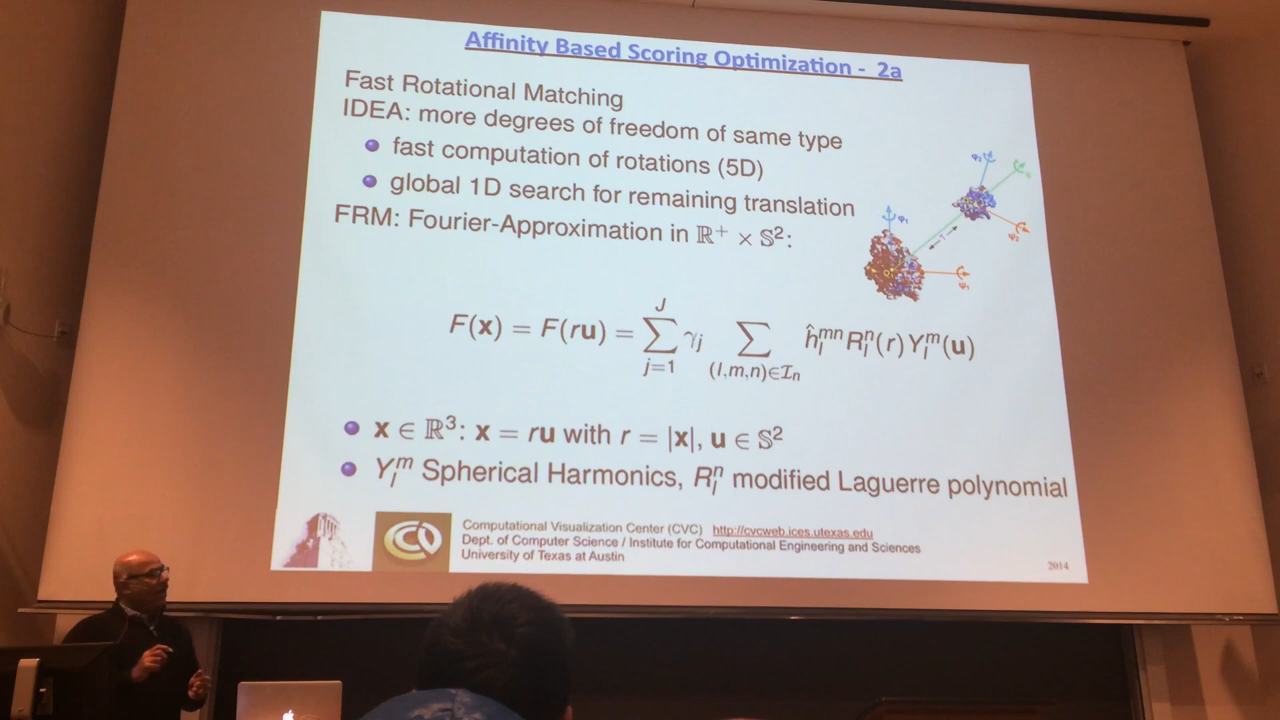 Affinity Based Scoring Optimization - 2a
Fast Rotational Matching
IDEA: more degrees of freedom of same type
fast computation of rotations (5D)
global 1D search for remaining translation
FRM: Fourier-Approximation in ℝ⁺ × 𝕊²:
F(x) = F(ru) = ∑_{j=1}^{J} γ_j ∑_{(l,m,n)∈ℐ_n} ĥ_l^{mn} R_l^n(r) Y_l^m(u)
x ∈ ℝ³: x = ru with r = |x|, u ∈ 𝕊²
Y_l^m Spherical Harmonics, R_l^n modified Laguerre polynomial
Computational Visualization Center (CVC) http://cvcweb.ices.utexas.edu
Dept. of Computer Science / Institute for Computational Engineering and Sciences
University of Texas at Austin
2014